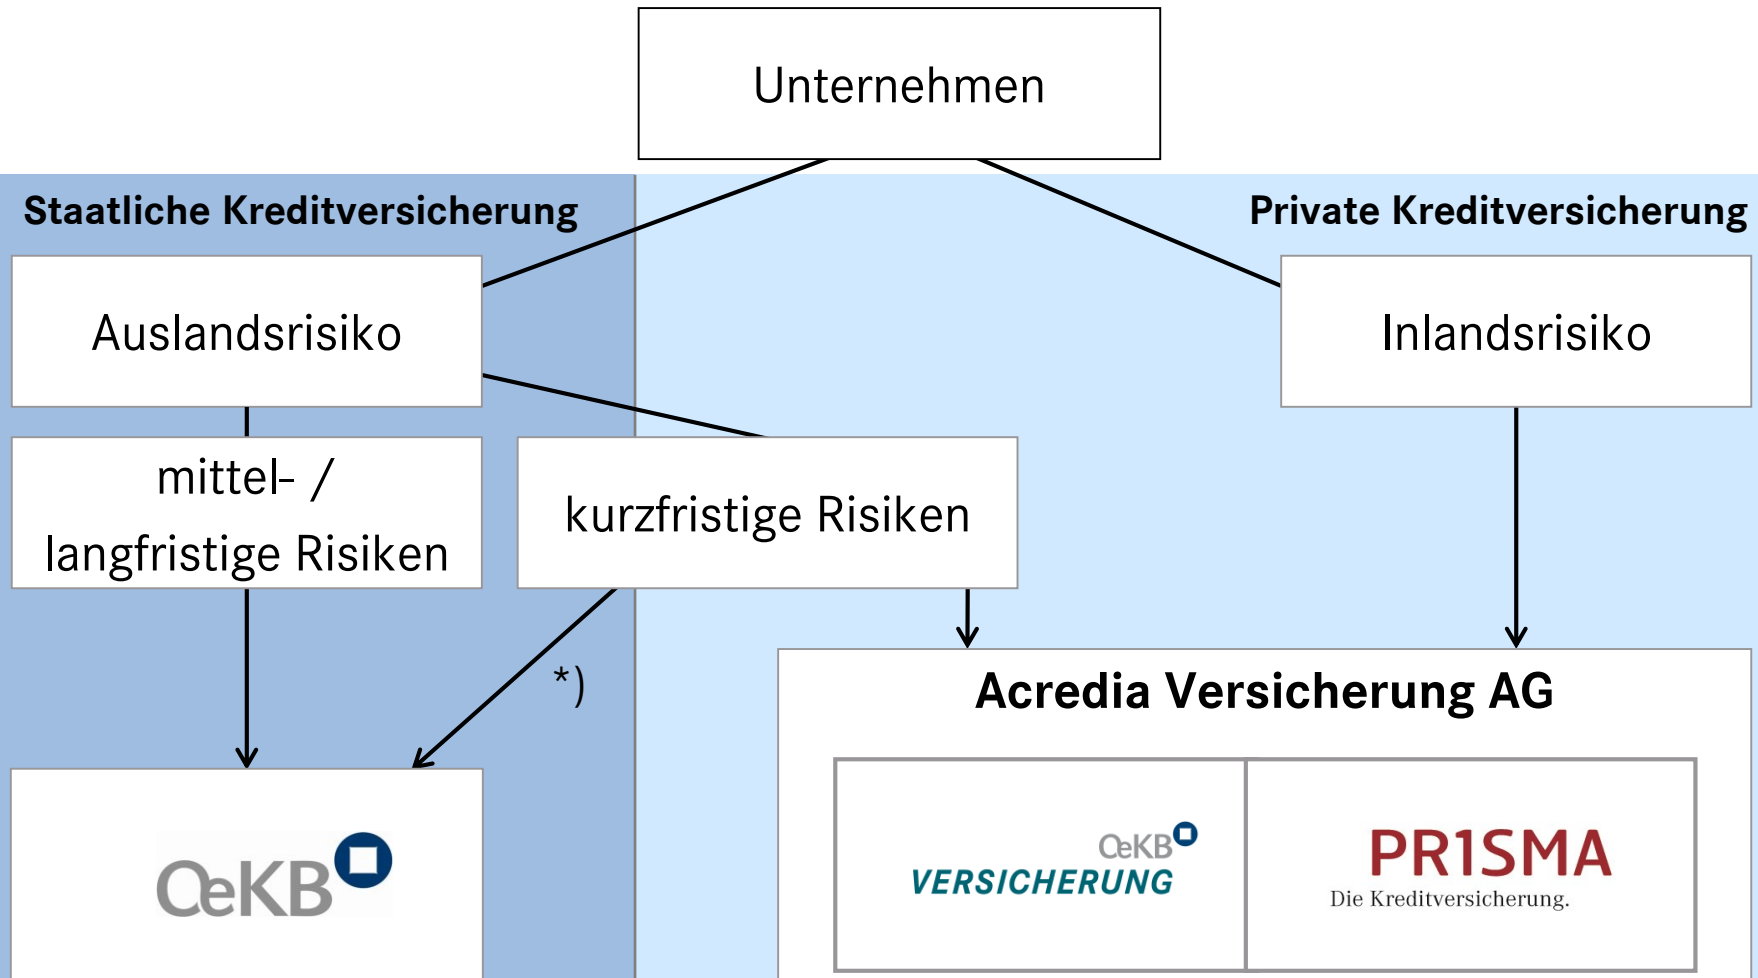 Unternehmen
Staatliche Kreditversicherung
Private Kreditversicherung
Auslandsrisiko
Inlandsrisiko
mittel- /
langfristige Risiken
kurzfristige Risiken
*)
Acredia Versicherung AG
OeKB
OeKB
VERSICHERUNG
PR1SMA
Die Kreditversicherung.